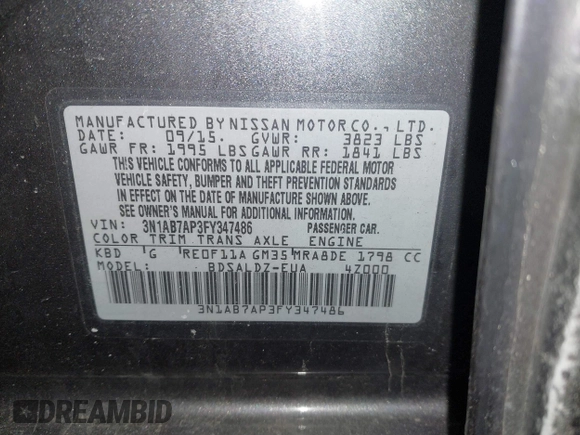 MANUFACTURED BY NISSAN MOTOR CO., LTD.
DATE: 09/15 GVWR: 3823 LBS
GAWR FR: 1995 LBS GAWR RR: 1841 LBS
THIS VEHICLE CONFORMS TO ALL APPLICABLE FEDERAL MOTOR
VEHICLE SAFETY, BUMPER AND THEFT PREVENTION STANDARDS
IN EFFECT ON THE DATE OF MANUFACTURE SHOWN ABOVE.
SEE OWNER'S MANUAL FOR ADDITIONAL INFORMATION.
VIN: 3N1AB7AP3FY347486 PASSENGER CAR.
COLOR TRIM TRANS AXLE ENGINE
KBD G RE0F11A GM35 MRA8DE 1798 CC
MODEL: BDSALDZ-EUA 4Z000
3N1AB7AP3FY347486
DREAMBID